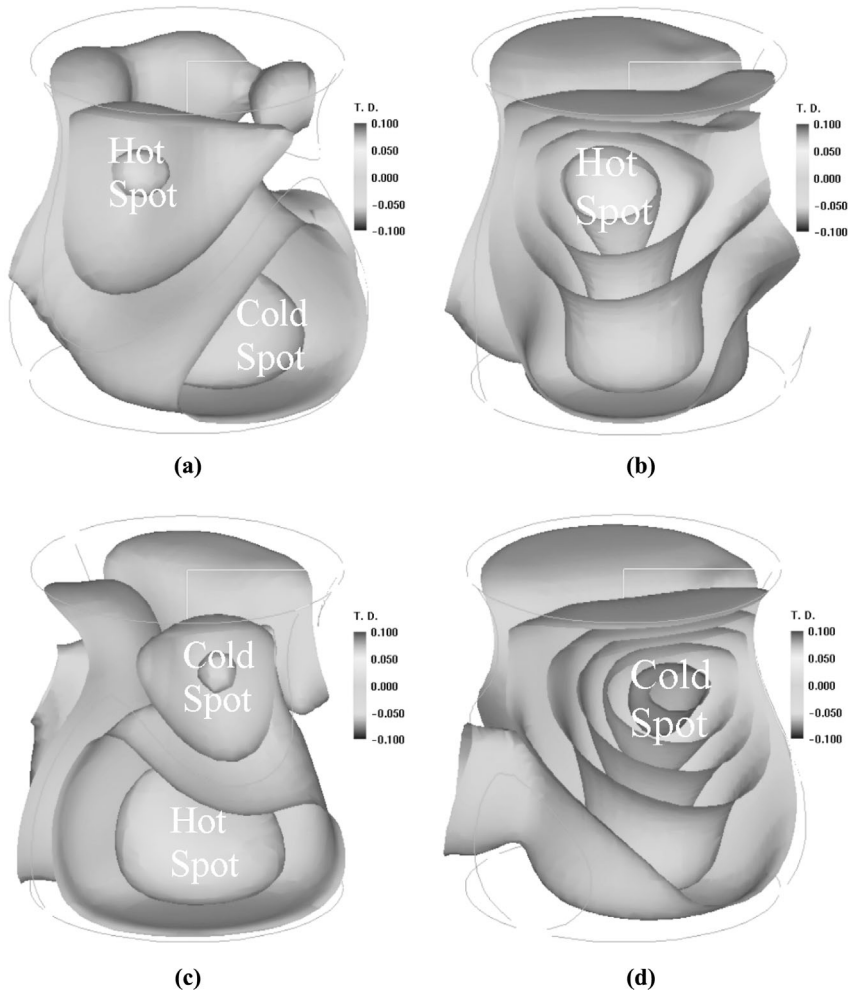 T. D.
0.100
0.050
0.000
-0.050
-0.100
Hot
Spot
Cold
Spot
(a)
T. D.
0.100
0.050
0.000
-0.050
-0.100
Hot
Spot
(b)
T. D.
0.100
0.050
0.000
-0.050
-0.100
Cold
Spot
Hot
Spot
(c)
T. D.
0.100
0.050
0.000
-0.050
-0.100
Cold
Spot
(d)